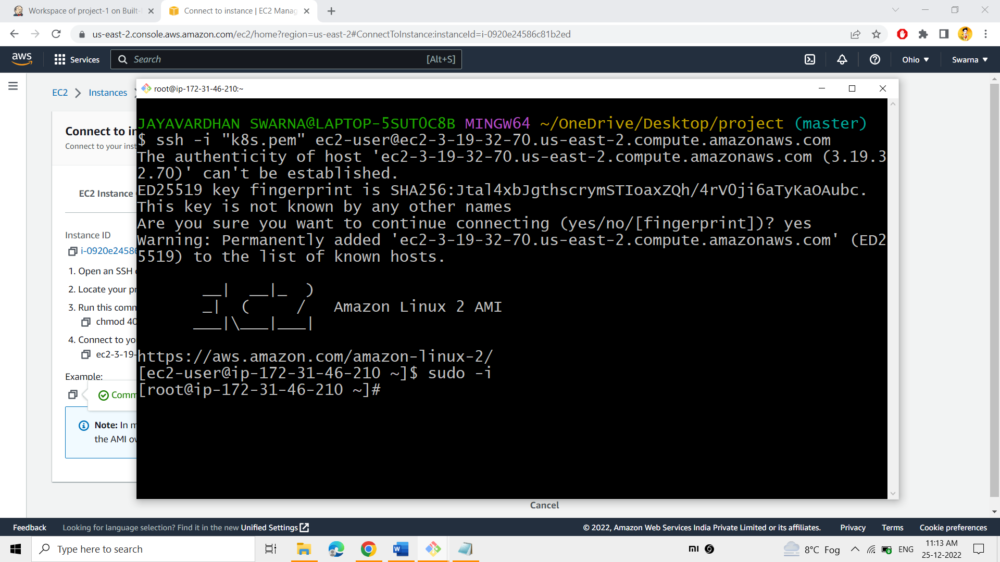 Workspace of project-1 on Built-
Connect to instance | EC2 Manag
us-east-2.console.aws.amazon.com/ec2/home?region=us-east-2#ConnectToInstance:instanceId=i-0920e24586c81b2ed
aws
Services
Search
[Alt+S]
Ohio
Swarna
EC2
Instances
Connect to in
Connect to your inst
EC2 Instance
Instance ID
i-0920e24586
1. Open an SSH
2. Locate your pr
3. Run this comm
chmod 40
4. Connect to yo
ec2-3-19-
Example:
Comm
Note: In m
the AMI ow
root@ip-172-31-46-210:~
JAYAVARDHAN SWARNA@LAPTOP-5SUT0C8B MINGW64 ~/OneDrive/Desktop/project (master)
$ ssh -i "k8s.pem" ec2-user@ec2-3-19-32-70.us-east-2.compute.amazonaws.com
The authenticity of host 'ec2-3-19-32-70.us-east-2.compute.amazonaws.com (3.19.3
2.70)' can't be established.
ED25519 key fingerprint is SHA256:Jtal4xbJgthscrymSTIoaxZQh/4rV0ji6aTyKaOAubc.
This key is not known by any other names
Are you sure you want to continue connecting (yes/no/[fingerprint])? yes
Warning: Permanently added 'ec2-3-19-32-70.us-east-2.compute.amazonaws.com' (ED2
5519) to the list of known hosts.
__|  __|_  )
_|  (     /   Amazon Linux 2 AMI
___|\___|___|
https://aws.amazon.com/amazon-linux-2/
[ec2-user@ip-172-31-46-210 ~]$ sudo -i
[root@ip-172-31-46-210 ~]#
Cancel
Feedback
Looking for language selection? Find it in the new Unified Settings
© 2022, Amazon Web Services India Private Limited or its affiliates.
Privacy
Terms
Cookie preferences
Type here to search
8°C Fog
ENG
11:13 AM
25-12-2022